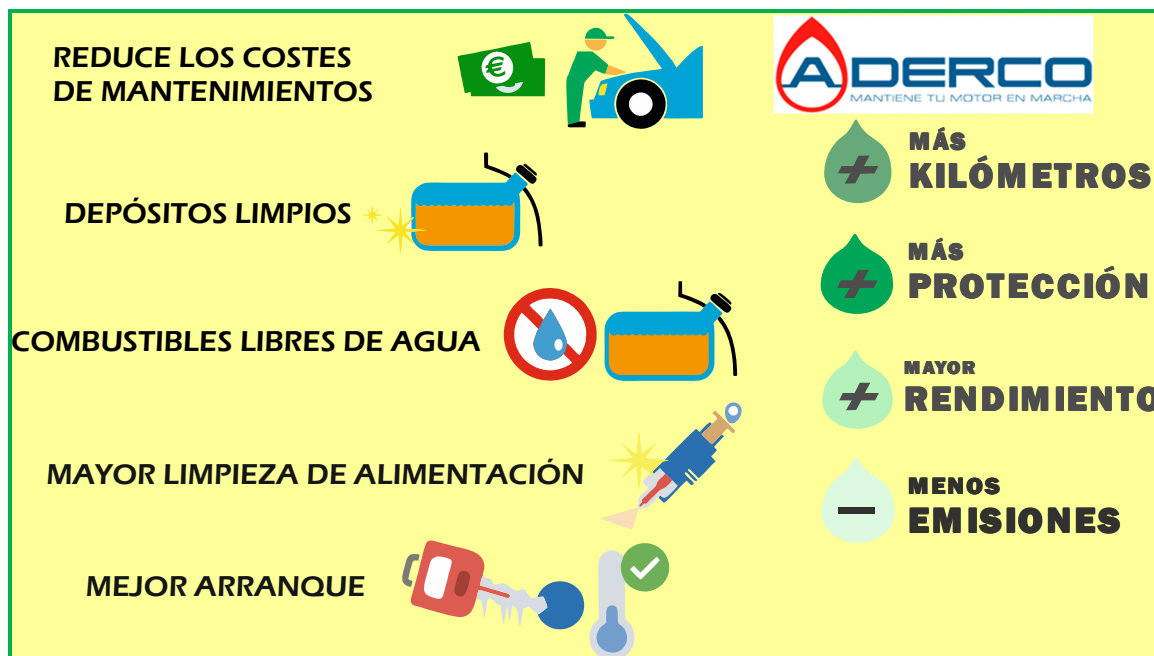 REDUCE LOS COSTES
DE MANTENIMIENTOS
DEPÓSITOS LIMPIOS
COMBUSTIBLES LIBRES DE AGUA
MAYOR LIMPIEZA DE ALIMENTACIÓN
MEJOR ARRANQUE
€
ADERCO
MANTIENE TU MOTOR EN MARCHA
+ MÁS
KILÓMETROS
+ MÁS
PROTECCIÓN
+ MAYOR
RENDIMIENTO
− MENOS
EMISIONES